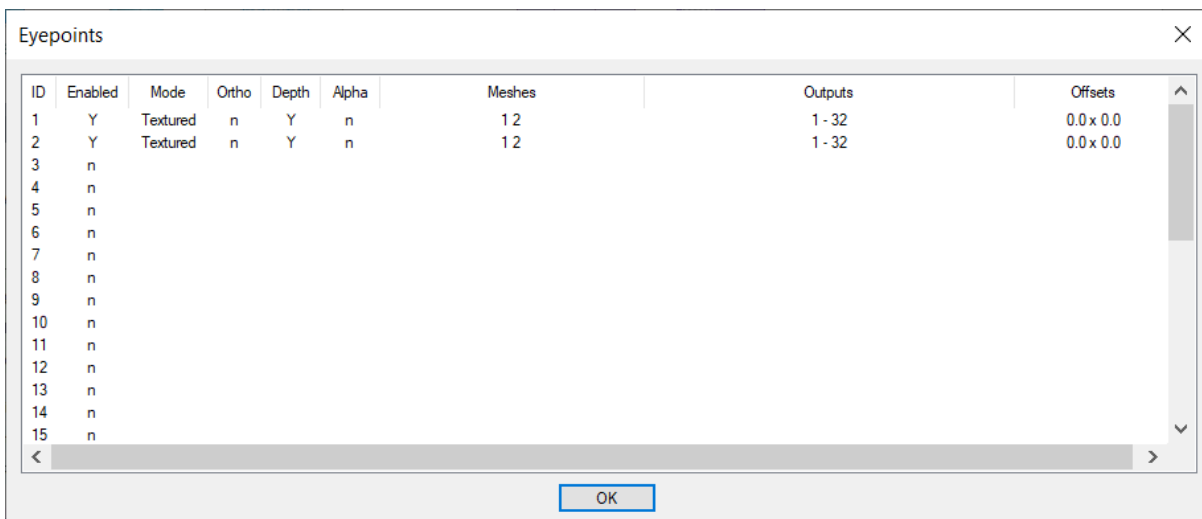 Eyepoints
ID Enabled Mode Ortho Depth Alpha Meshes Outputs Offsets
1 Y Textured n Y n 1 2 1 - 32 0.0 x 0.0
2 Y Textured n Y n 1 2 1 - 32 0.0 x 0.0
3 n
4 n
5 n
6 n
7 n
8 n
9 n
10 n
11 n
12 n
13 n
14 n
15 n
OK